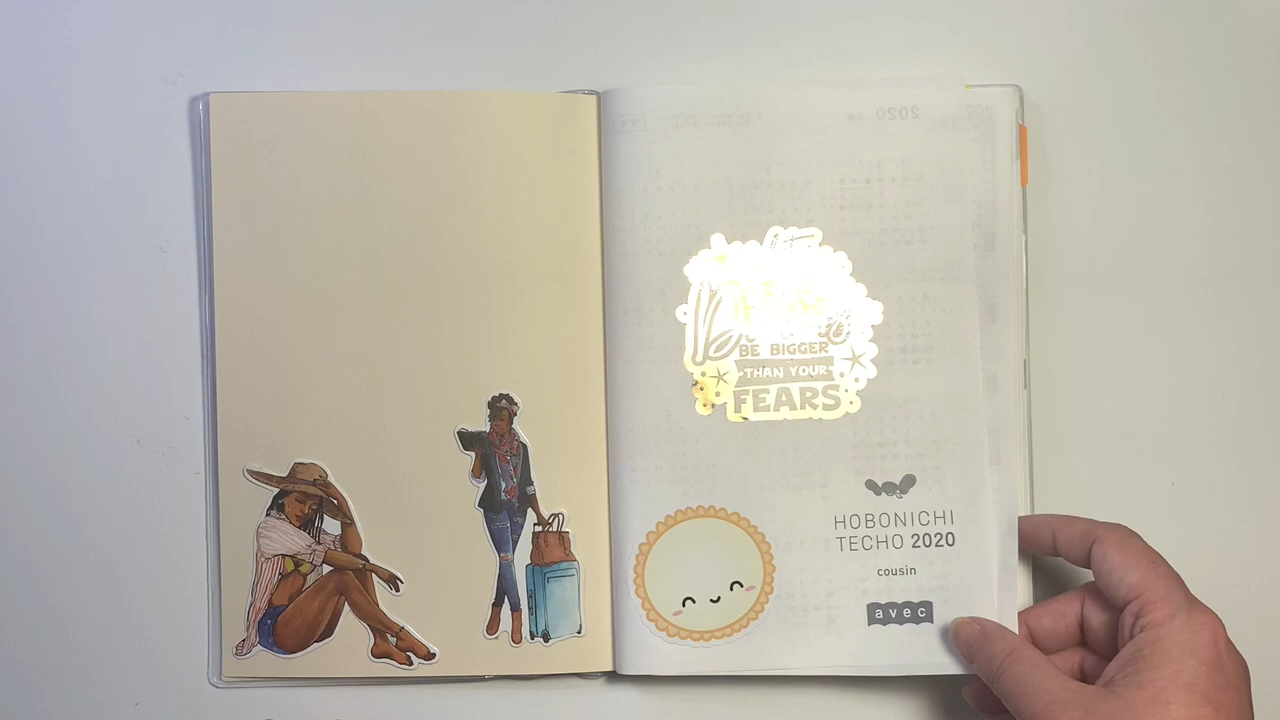 2020
BE BIGGER
THAN YOUR
FEARS
HOBONICHI
TECHO 2020
cousin
avec